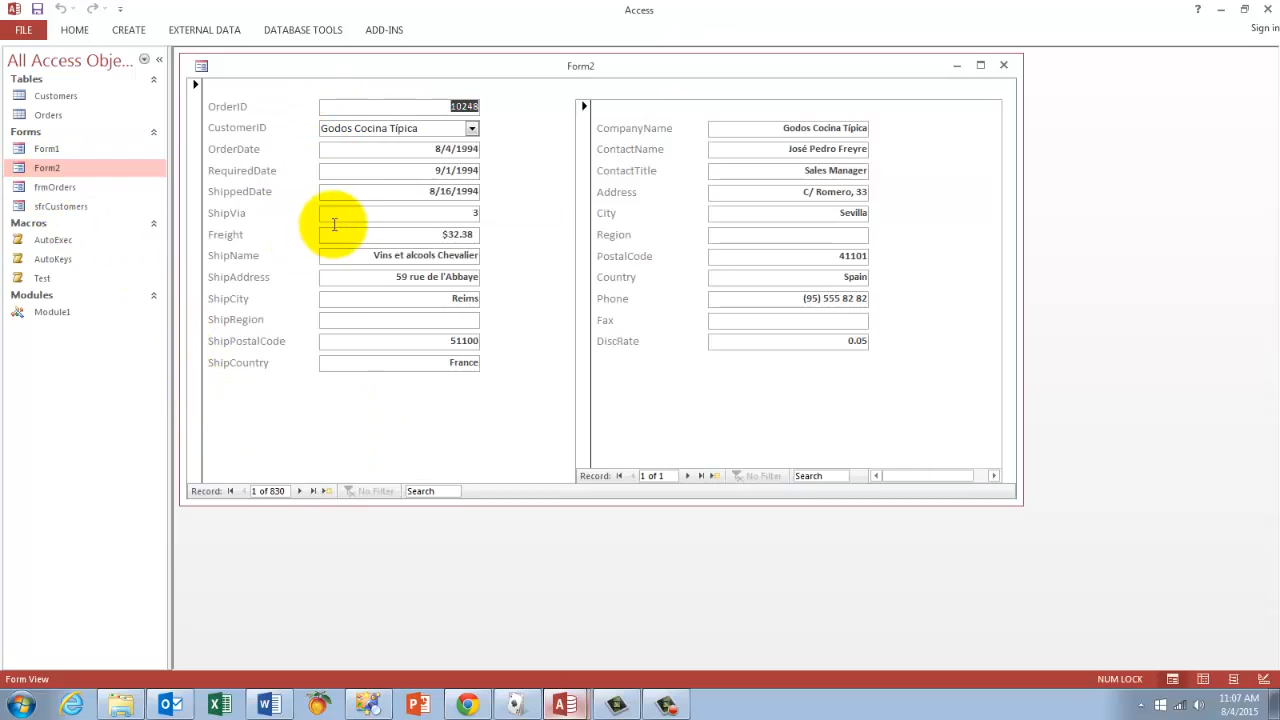 Access
Sign in
FILE HOME CREATE EXTERNAL DATA DATABASE TOOLS ADD-INS
All Access Obje...
Tables
Customers
Orders
Forms
Form1
Form2
frmOrders
sfrCustomers
Macros
AutoExec
AutoKeys
Test
Modules
Module1
Form2
OrderID 10248
CustomerID Godos Cocina Típica
OrderDate 8/4/1994
RequiredDate 9/1/1994
ShippedDate 8/16/1994
ShipVia 3
Freight $32.38
ShipName Vins et alcools Chevalier
ShipAddress 59 rue de l'Abbaye
ShipCity Reims
ShipRegion
ShipPostalCode 51100
ShipCountry France
CompanyName Godos Cocina Típica
ContactName José Pedro Freyre
ContactTitle Sales Manager
Address C/ Romero, 33
City Sevilla
Region
PostalCode 41101
Country Spain
Phone (95) 555 82 82
Fax
DiscRate 0.05
Record: 1 of 1 No Filter Search
Record: 1 of 830 No Filter Search
Form View
NUM LOCK
11:07 AM
8/4/2015